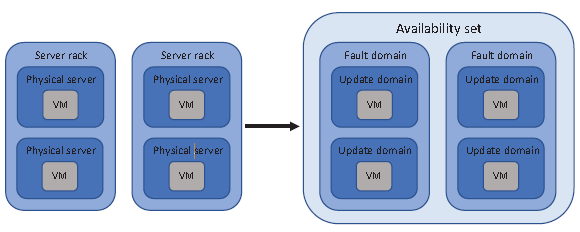 Availability set
Server rack
Server rack
Fault domain
Fault domain
Physical server
Physical server
Update domain
Update domain
VM
VM
VM
VM
Physical server
Physical server
Update domain
Update domain
VM
VM
VM
VM